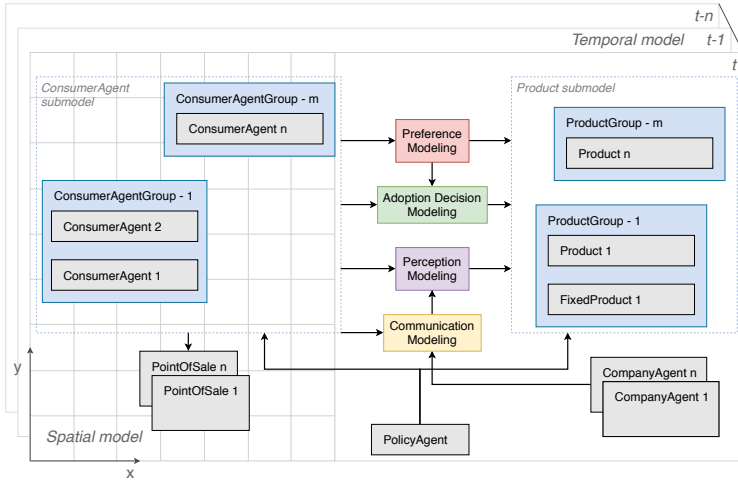 t-n
Temporal model
t-1
t
ConsumerAgent
submodel
ConsumerAgentGroup - m
ConsumerAgent n
ConsumerAgentGroup - 1
ConsumerAgent 2
ConsumerAgent 1
Preference
Modeling
Adoption Decision
Modeling
Perception
Modeling
Communication
Modeling
Product submodel
ProductGroup - m
Product n
ProductGroup - 1
Product 1
FixedProduct 1
y
PointOfSale n
PointOfSale 1
PolicyAgent
CompanyAgent n
CompanyAgent 1
Spatial model
x